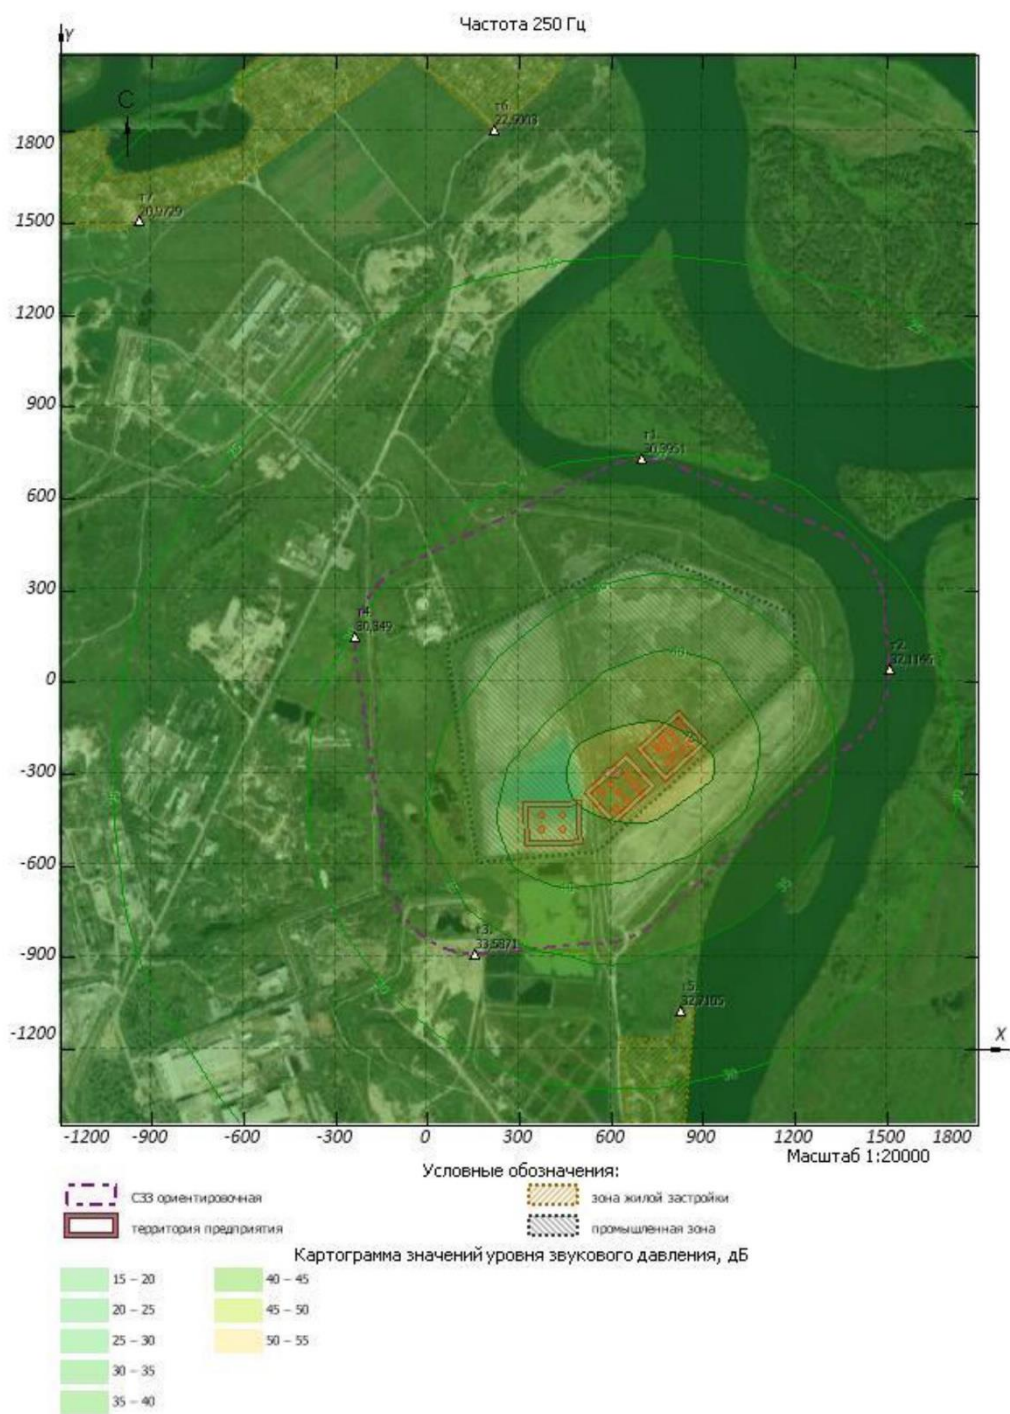 Частота 250 Гц
Y
С
т6
1800
т7
20,9729
1500
1200
25
900
т1
30,3951
600
300
т4
30,349
т2
32,1195
0
-300
-600
т3
33,5871
-900
т5
32,7105
-1200
X
30
-1200 -900 -600 -300 0 300 600 900 1200 1500 1800
Масштаб 1:20000
Условные обозначения:
СЗЗ ориентировочная
зона жилой застройки
территория предприятия
промышленная зона
Картограмма значений уровня звукового давления, дБ
15 – 20
40 – 45
20 – 25
45 – 50
25 – 30
50 – 55
30 – 35
35 – 40